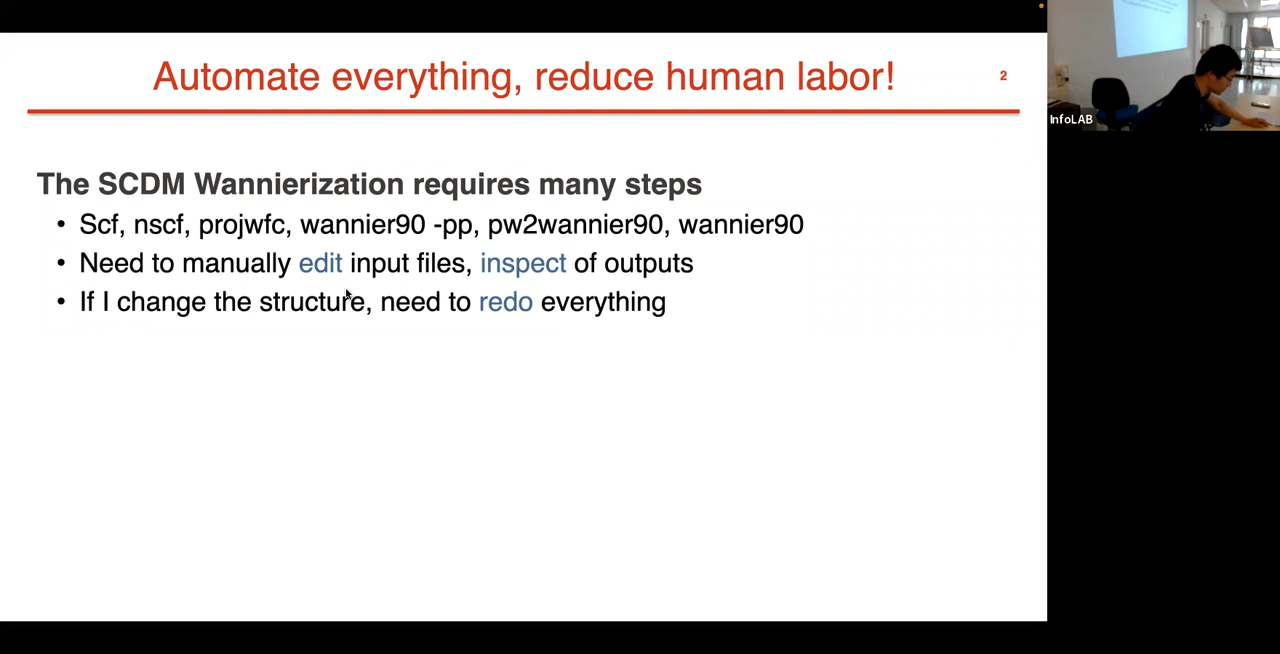 Automate everything, reduce human labor!
2
The SCDM Wannierization requires many steps
• Scf, nscf, projwfc, wannier90 -pp, pw2wannier90, wannier90
• Need to manually edit input files, inspect of outputs
• If I change the structure, need to redo everything
InfoLAB